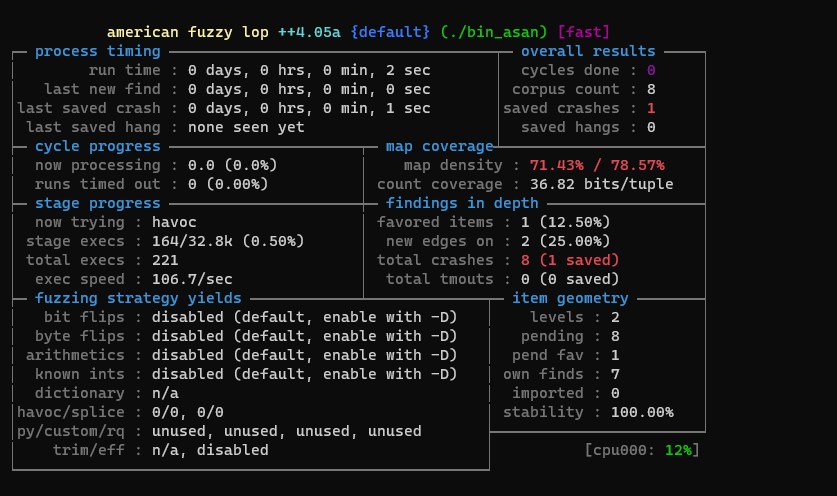 american fuzzy lop ++4.05a {default} (./bin_asan) [fast]
process timing overall results
run time : 0 days, 0 hrs, 0 min, 2 sec cycles done : 0
last new find : 0 days, 0 hrs, 0 min, 0 sec corpus count : 8
last saved crash : 0 days, 0 hrs, 0 min, 1 sec saved crashes : 1
last saved hang : none seen yet saved hangs : 0
cycle progress map coverage
now processing : 0.0 (0.0%) map density : 71.43% / 78.57%
runs timed out : 0 (0.00%) count coverage : 36.82 bits/tuple
stage progress findings in depth
now trying : havoc favored items : 1 (12.50%)
stage execs : 164/32.8k (0.50%) new edges on : 2 (25.00%)
total execs : 221 total crashes : 8 (1 saved)
exec speed : 106.7/sec total tmouts : 0 (0 saved)
fuzzing strategy yields item geometry
bit flips : disabled (default, enable with -D) levels : 2
byte flips : disabled (default, enable with -D) pending : 8
arithmetics : disabled (default, enable with -D) pend fav : 1
known ints : disabled (default, enable with -D) own finds : 7
dictionary : n/a imported : 0
havoc/splice : 0/0, 0/0 stability : 100.00%
py/custom/rq : unused, unused, unused, unused
trim/eff : n/a, disabled [cpu000: 12%]